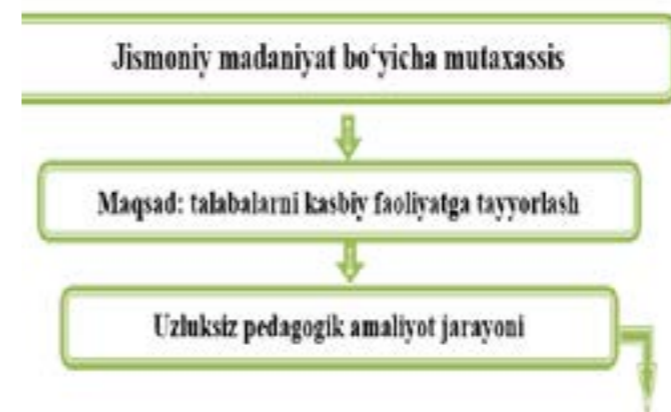 Jismoniy madaniyat bo‘yicha mutaxassis
Maqsad: talabalarni kasbiy faoliyatga tayyorlash
Uzluksiz pedagogik amaliyot jarayoni